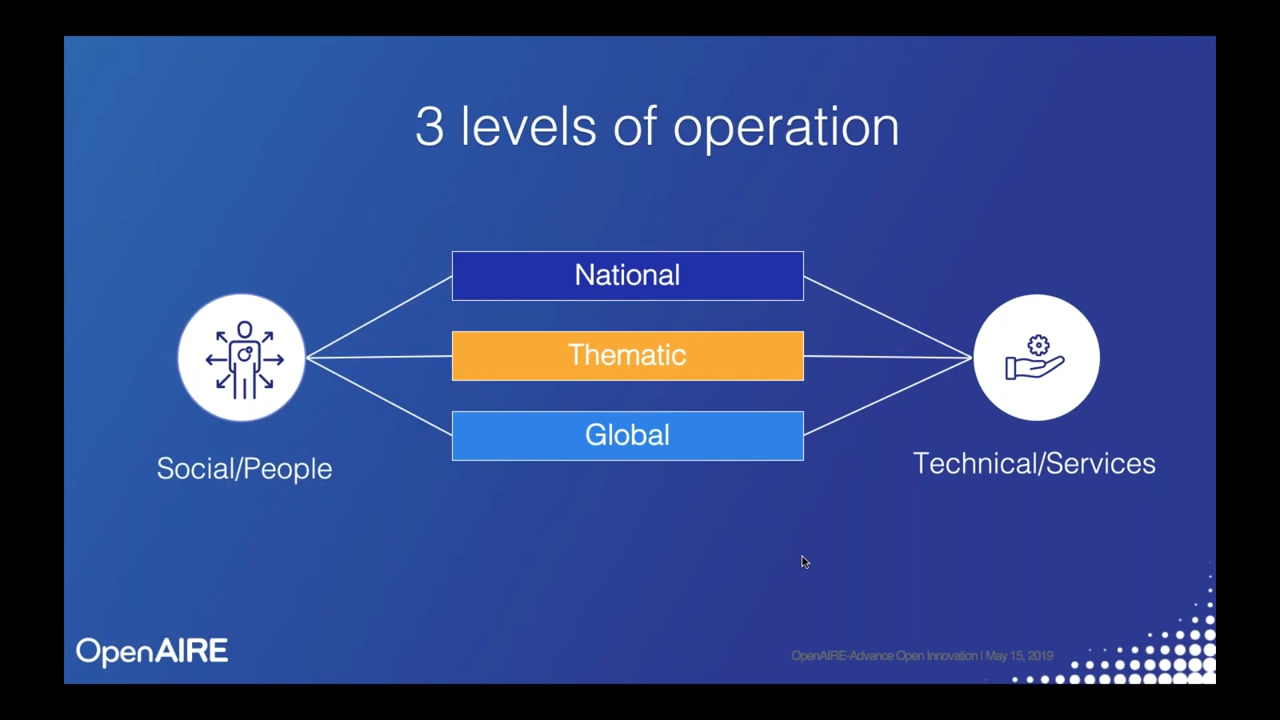 3 levels of operation
National
Thematic
Global
Social/People
Technical/Services
OpenAIRE
OpenAIRE-Advance Open Innovation | May 15, 2019